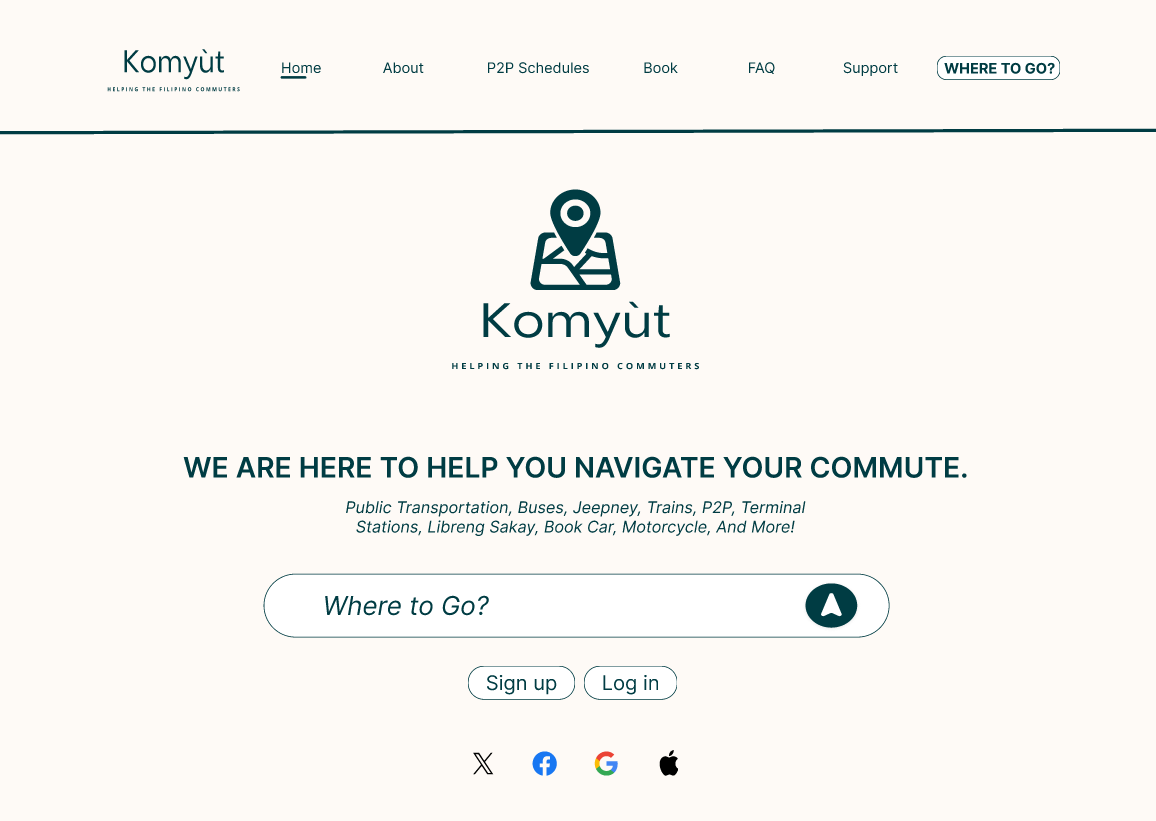 Komyùt
HELPING THE FILIPINO COMMUTERS
Home
About
P2P Schedules
Book
FAQ
Support
WHERE TO GO?
Komyùt
HELPING THE FILIPINO COMMUTERS
WE ARE HERE TO HELP YOU NAVIGATE YOUR COMMUTE.
Public Transportation, Buses, Jeepney, Trains, P2P, Terminal
Stations, Libreng Sakay, Book Car, Motorcycle, And More!
Where to Go?
Sign up
Log in